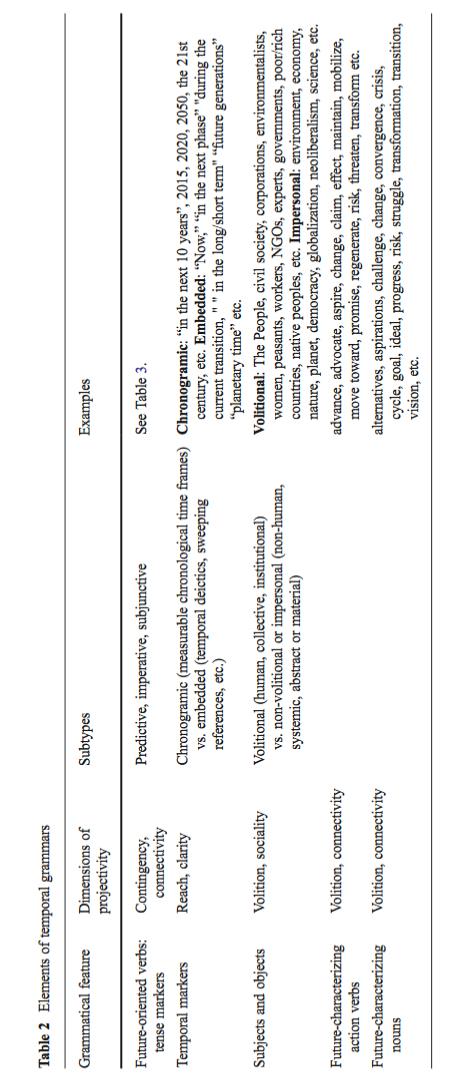 Table 2 Elements of temporal grammars
Grammatical feature Dimensions of projectivity Subtypes Examples
Future-oriented verbs: tense markers Contingency, connectivity Predictive, imperative, subjunctive See Table 3.
Temporal markers Reach, clarity Chronogramic (measurable chronological time frames) vs. embedded (temporal deictics, sweeping references, etc.) Chronogramic: “in the next 10 years”, 2015, 2020, 2050, the 21st century, etc. Embedded: “Now,” “in the next phase” "during the current transition, " " in the long/short term" “future generations” “planetary time” etc.
Subjects and objects Volition, sociality Volitional (human, collective, institutional) vs. non-volitional or impersonal (non-human, systemic, abstract or material) Volitional: The People, civil society, corporations, environmentalists, women, peasants, workers, NGOs, experts, governments, poor/rich countries, native peoples, etc. Impersonal: environment, economy, nature, planet, democracy, globalization, neoliberalism, science, etc.
Future-characterizing action verbs Volition, connectivity advance, advocate, aspire, change, claim, effect, maintain, mobilize, move toward, promise, regenerate, risk, threaten, transform etc.
Future-characterizing nouns Volition, connectivity alternatives, aspirations, challenge, change, convergence, crisis, cycle, goal, ideal, progress, risk, struggle, transformation, transition, vision, etc.